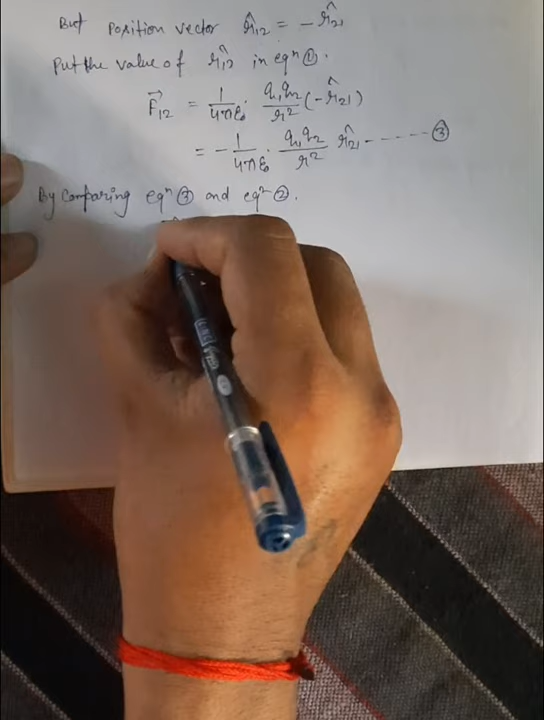 But position vector r̂12 = - r̂21
Put the value of r̂12 in eqⁿ ①.
F⃗12 = 1/4πε₀ · q₁q₂/r² (- r̂21)
= - 1/4πε₀ · q₁q₂/r² r̂21 ------ ③
By Comparing eqⁿ ③ and eqⁿ ②.